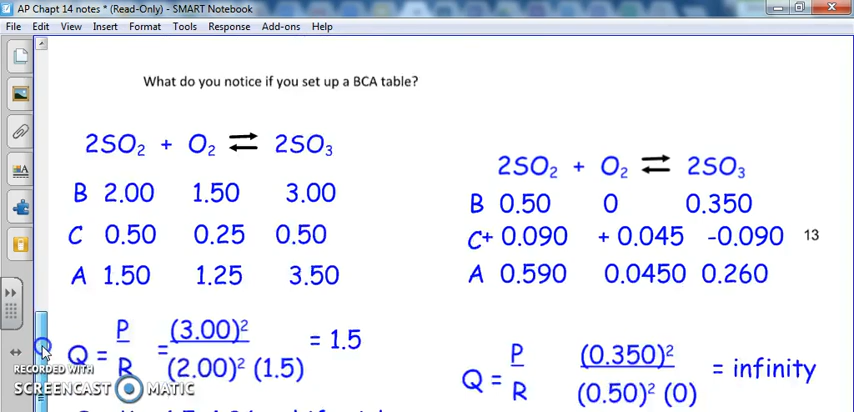 AP Chapt 14 notes * (Read-Only) - SMART Notebook
File Edit View Insert Format Tools Response Add-ons Help
What do you notice if you set up a BCA table?
2SO₂ + O₂ ⇄ 2SO₃
B 2.00 1.50 3.00
C 0.50 0.25 0.50
A 1.50 1.25 3.50
Q = P/R = (3.00)² / (2.00)² (1.5) = 1.5
2SO₂ + O₂ ⇄ 2SO₃
B 0.50 0 0.350
C + 0.090 + 0.045 -0.090
A 0.590 0.0450 0.260
Q = P/R (0.350)² / (0.50)² (0) = infinity
13
RECORDED WITH
SCREENCAST MATIC